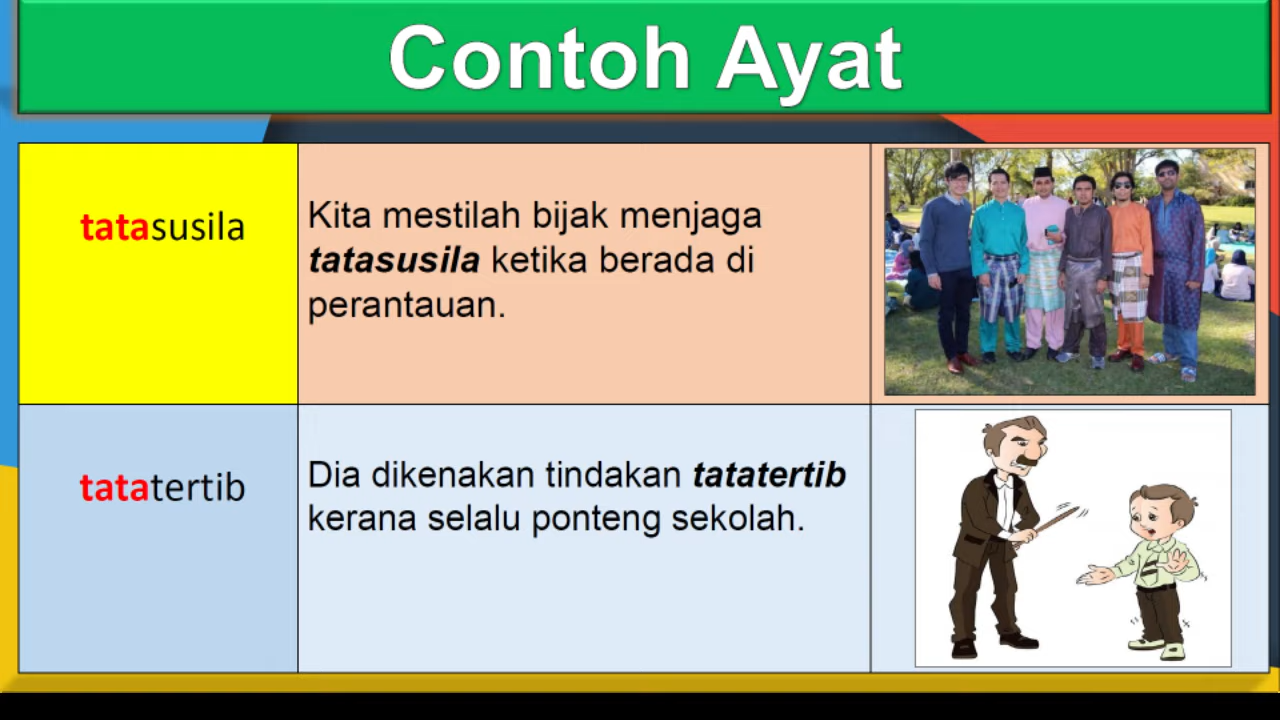 Contoh Ayat
tatasusila
Kita mestilah bijak menjaga
tatasusila ketika berada di
perantauan.
tatatertib
Dia dikenakan tindakan tatatertib
kerana selalu ponteng sekolah.